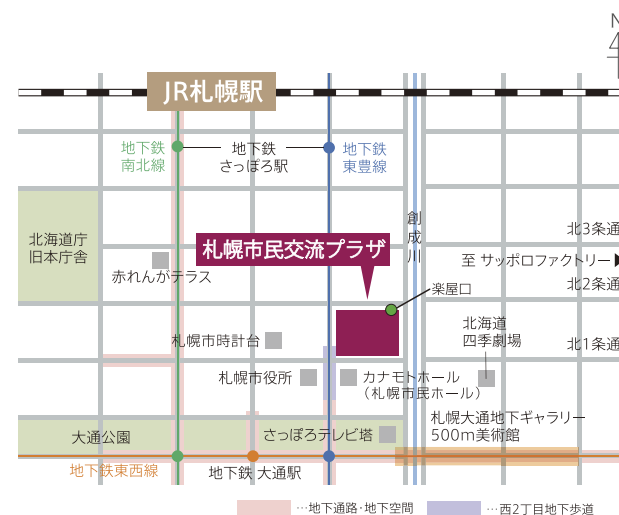 JR札幌駅
地下鉄
南北線
地下鉄
さっぽろ駅
地下鉄
東豊線
創成川
北海道庁
旧本庁舎
札幌市民交流プラザ
北3条通
至 サッポロファクトリー▶
赤れんがテラス
北2条通
楽屋口
北海道
四季劇場
札幌市時計台
北1条通
札幌市役所
カナモトホール
(札幌市民ホール)
札幌大通地下ギャラリー
500m美術館
大通公園
さっぽろテレビ塔
地下鉄東西線
地下鉄 大通駅
…地下通路・地下空間
…西2丁目地下歩道